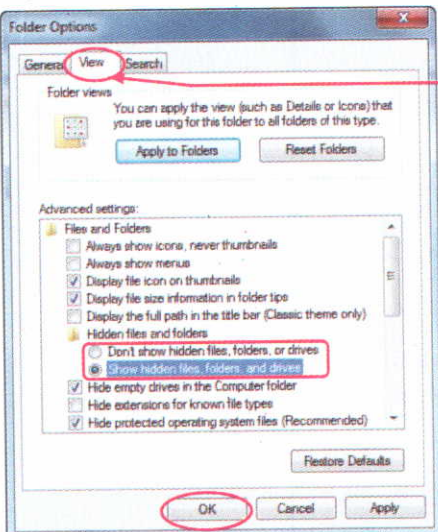 Folder Options
General View Search
Folder views
You can apply the view (such as Details or Icons) that
you are using for this folder to all folders of this type.
Apply to Folders Reset Folders
Advanced settings:
Files and Folders
Always show icons, never thumbnails
Always show menus
Display file icon on thumbnails
Display file size information in folder tips
Display the full path in the title bar (Classic theme only)
Hidden files and folders
Don't show hidden files, folders, or drives
Show hidden files, folders, and drives
Hide empty drives in the Computer folder
Hide extensions for known file types
Hide protected operating system files (Recommended)
Restore Defaults
OK Cancel Apply